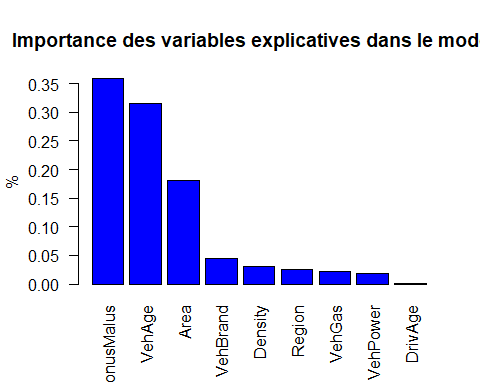 Importance des variables explicatives dans le mod
0.35
0.30
0.25
0.20
0.15
0.10
0.05
0.00
%
onusMalus
VehAge
Area
VehBrand
Density
Region
VehGas
VehPower
DrivAge